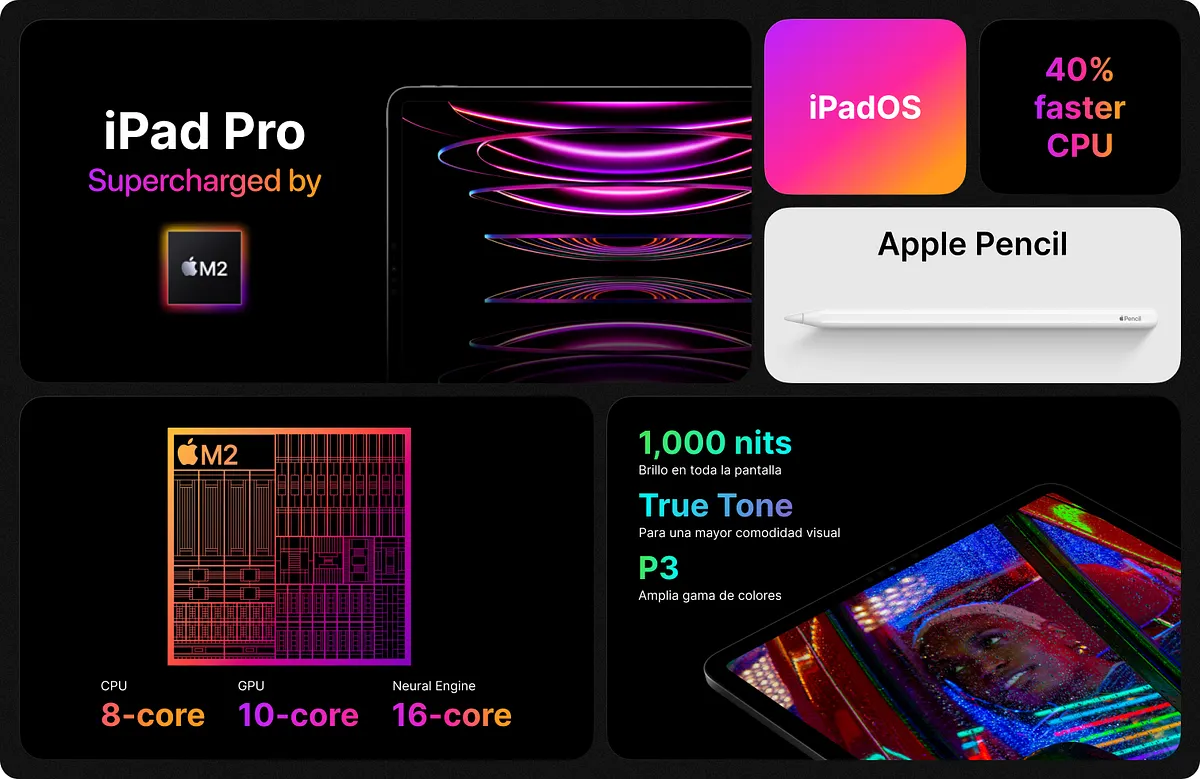 iPad Pro
Supercharged by
M2
iPadOS
40%
faster
CPU
Apple Pencil
Pencil
M2
CPU
8-core
GPU
10-core
Neural Engine
16-core
1,000 nits
Brillo en toda la pantalla
True Tone
Para una mayor comodidad visual
P3
Amplia gama de colores